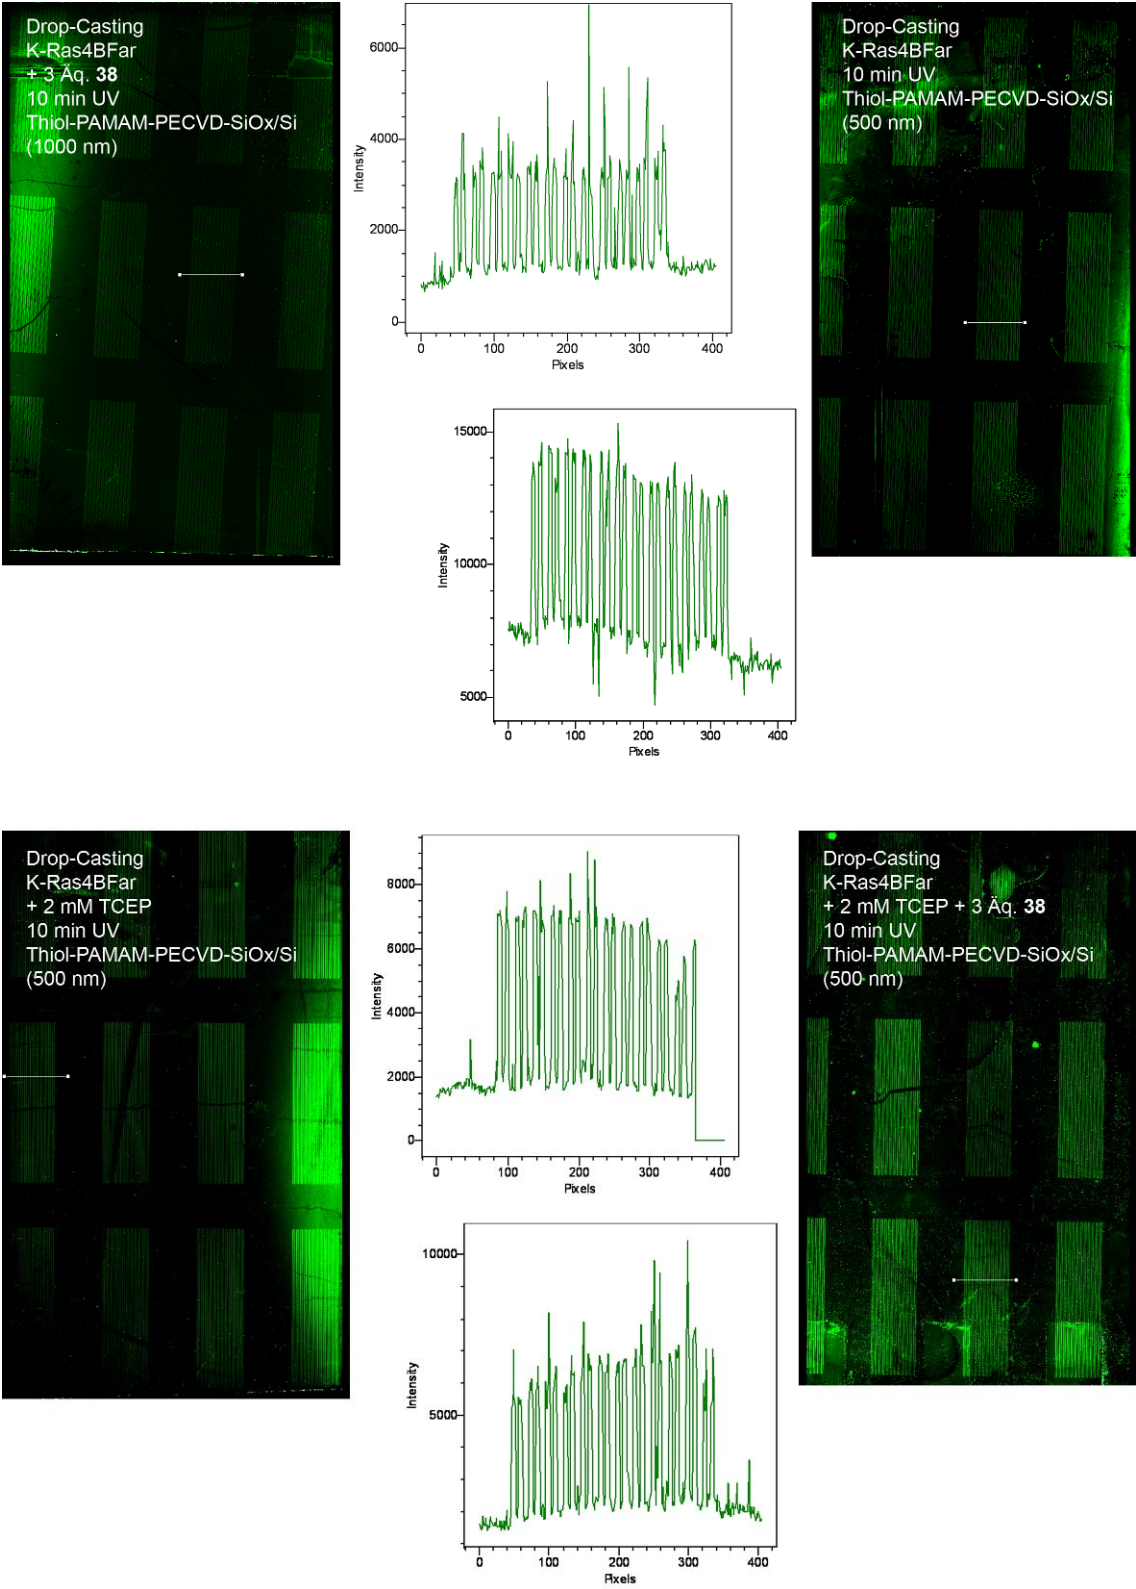 Drop-Casting
K-Ras4BFar
+ 3 Äq. 38
10 min UV
Thiol-PAMAM-PECVD-SiOx/Si
(1000 nm)
6000
4000
2000
0
Intensity
0 100 200 300 400
Pixels
Drop-Casting
K-Ras4BFar
10 min UV
Thiol-PAMAM-PECVD-SiOx/Si
(500 nm)
15000
10000
5000
Intensity
0 100 200 300 400
Pixels
Drop-Casting
K-Ras4BFar
+ 2 mM TCEP
10 min UV
Thiol-PAMAM-PECVD-SiOx/Si
(500 nm)
8000
6000
4000
2000
0
Intensity
0 100 200 300 400
Pixels
Drop-Casting
K-Ras4BFar
+ 2 mM TCEP + 3 Äq. 38
10 min UV
Thiol-PAMAM-PECVD-SiOx/Si
(500 nm)
10000
5000
Intensity
0 100 200 300 400
Pixels